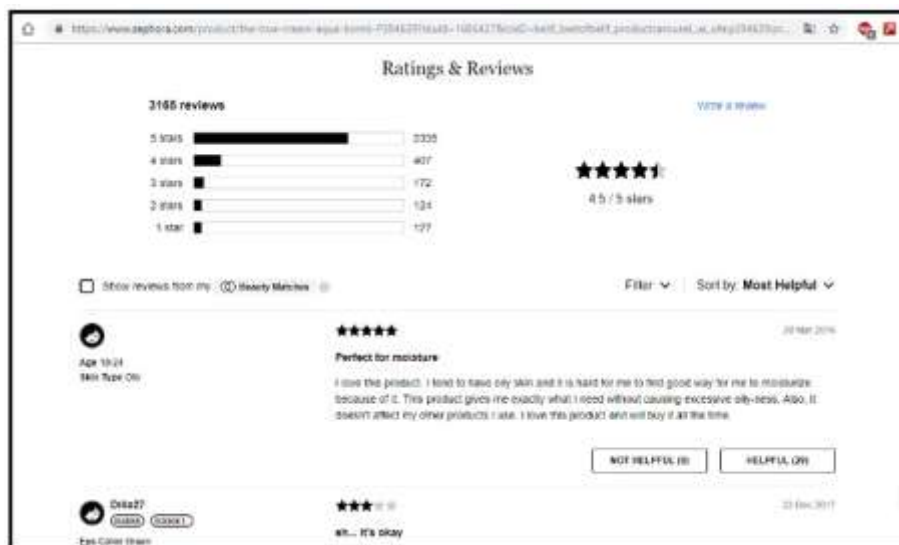 Ratings & Reviews
3165 reviews
Write a review
5 stars 2335
4 stars 407
3 stars 172
2 stars 124
1 star 127
4.5 / 5 stars
Show reviews from my Beauty Matches
Filter Sort by: Most Helpful
Age 18-24
Skin Type Oily
Perfect for moisture
I love this product. I tend to have oily skin and it is hard for me to find good way for me to moisturize
because of it. This product gives me exactly what I need without causing excessive oily-ness. Also, it
doesn't affect my other products I use. I love this product and will buy it all the time.
NOT HELPFUL (0) HELPFUL (29)
eh... it's okay